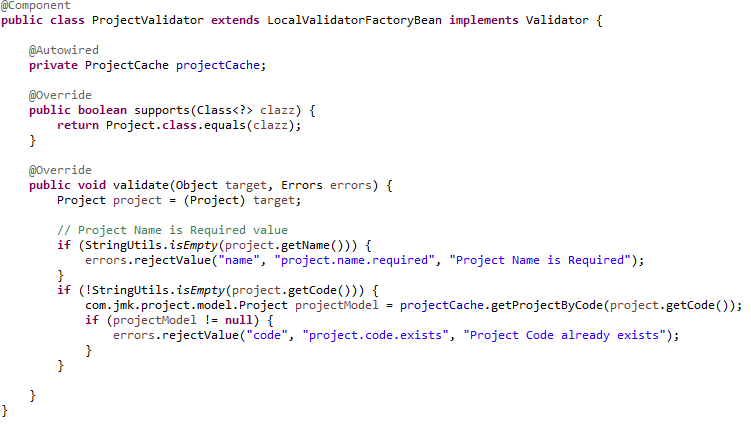 @Component
public class ProjectValidator extends LocalValidatorFactoryBean implements Validator {
@Autowired
private ProjectCache projectCache;
@Override
public boolean supports(Class<?> clazz) {
return Project.class.equals(clazz);
}
@Override
public void validate(Object target, Errors errors) {
Project project = (Project) target;
// Project Name is Required value
if (StringUtils.isEmpty(project.getName())) {
errors.rejectValue("name", "project.name.required", "Project Name is Required");
}
if (!StringUtils.isEmpty(project.getCode())) {
com.jmk.project.model.Project projectModel = projectCache.getProjectByCode(project.getCode());
if (projectModel != null) {
errors.rejectValue("code", "project.code.exists", "Project Code already exists");
}
}
}
}